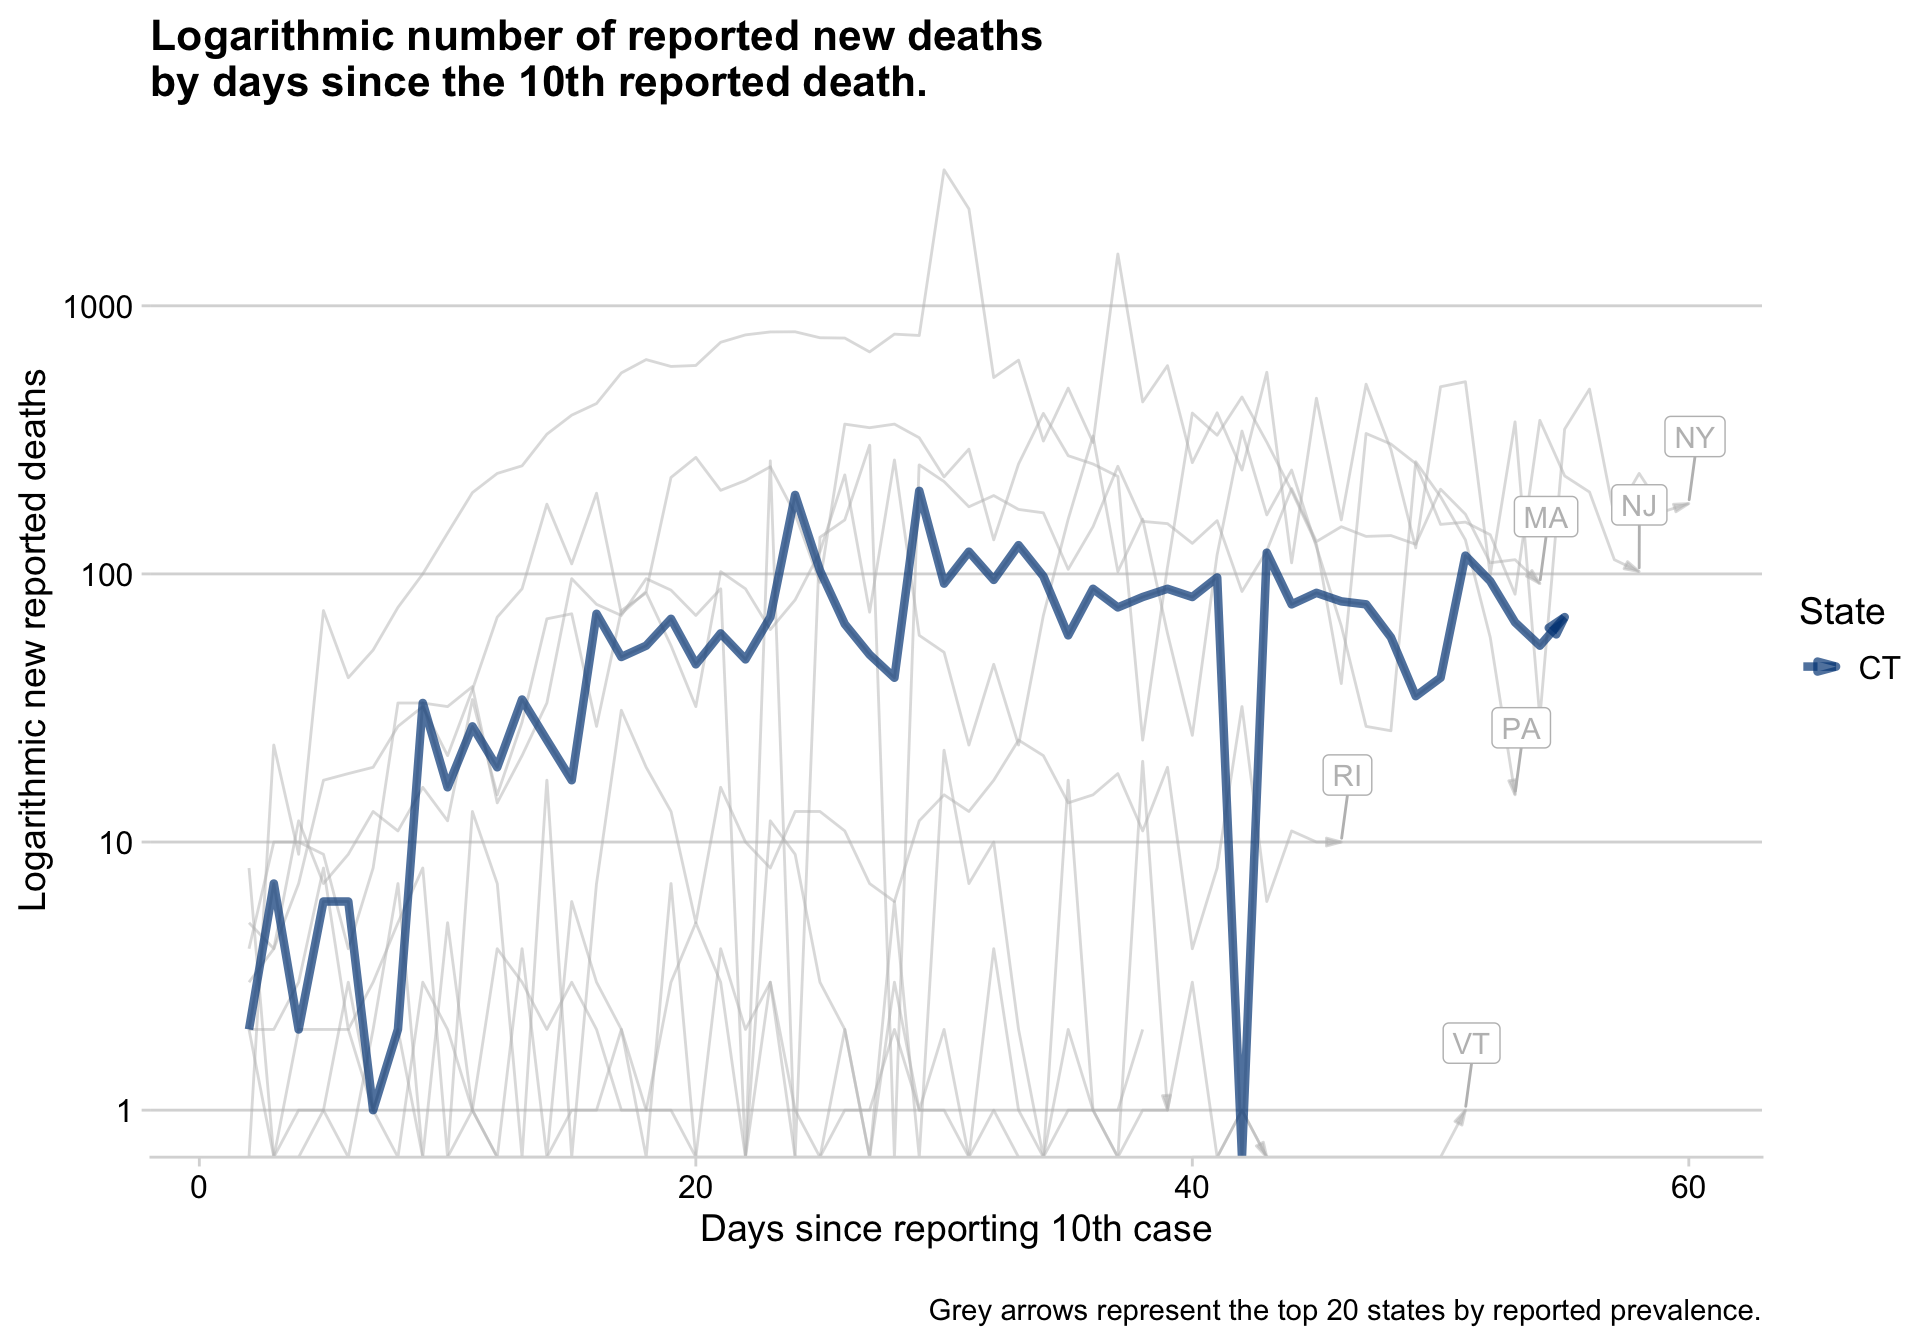 Logarithmic number of reported new deaths
by days since the 10th reported death.
Logarithmic new reported deaths
1000
100
10
1
NY
NJ
MA
PA
RI
VT
State
CT
0
20
40
60
Days since reporting 10th case
Grey arrows represent the top 20 states by reported prevalence.